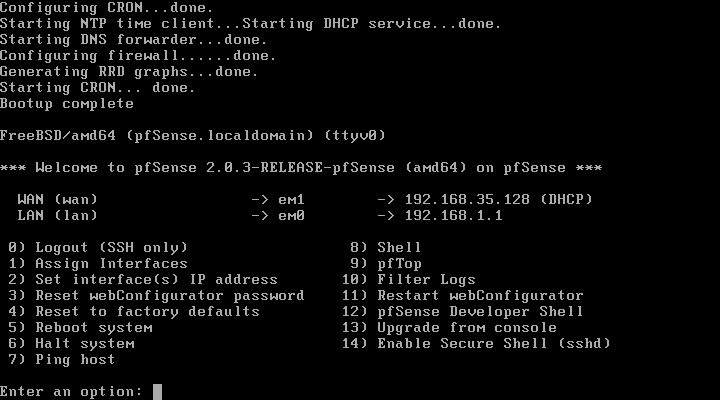 Configuring CRON...done.
Starting NTP time client...Starting DHCP service...done.
Starting DNS forwarder...done.
Configuring firewall......done.
Generating RRD graphs...done.
Starting CRON... done.
Bootup complete
FreeBSD/amd64 (pfSense.localdomain) (ttyv0)
*** Welcome to pfSense 2.0.3-RELEASE-pfSense (amd64) on pfSense ***
WAN (wan) -> em1 -> 192.168.35.128 (DHCP)
LAN (lan) -> em0 -> 192.168.1.1
0) Logout (SSH only) 8) Shell
1) Assign Interfaces 9) pfTop
2) Set interface(s) IP address 10) Filter Logs
3) Reset webConfigurator password 11) Restart webConfigurator
4) Reset to factory defaults 12) pfSense Developer Shell
5) Reboot system 13) Upgrade from console
6) Halt system 14) Enable Secure Shell (sshd)
7) Ping host
Enter an option: